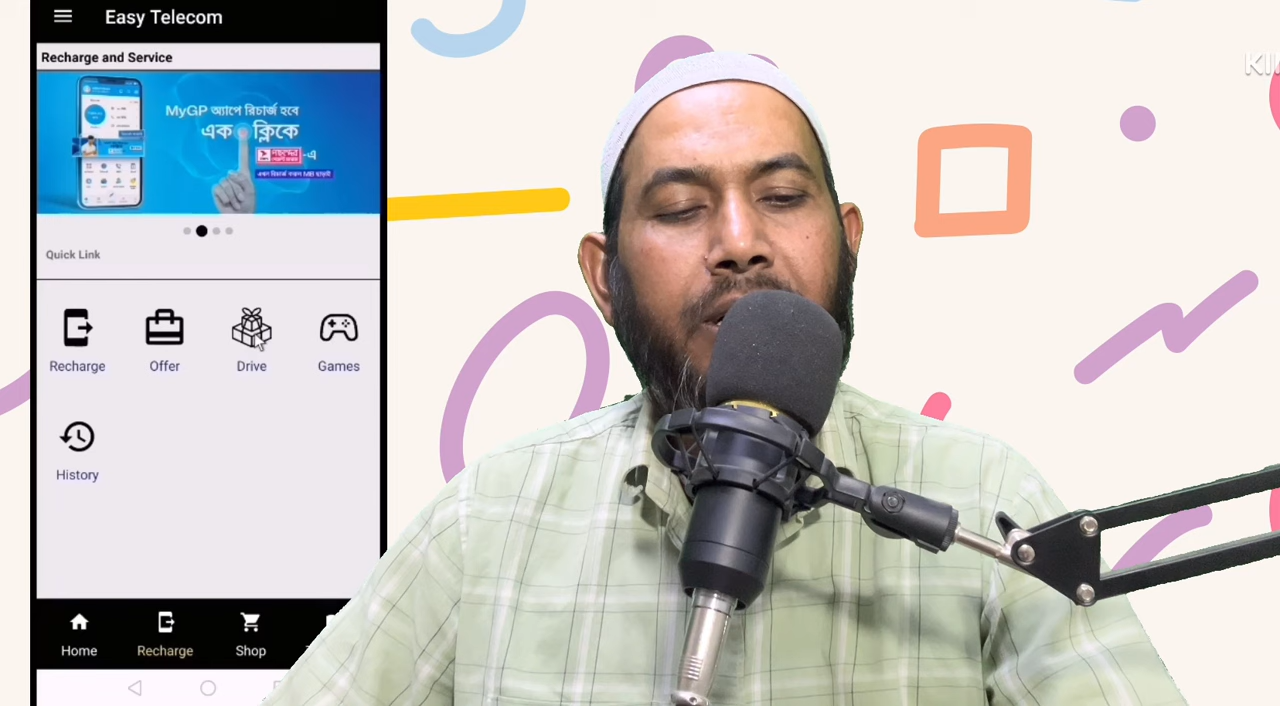 Easy Telecom
Recharge and Service
MyGP অ্যাপে রিচার্জ হবে
এক ক্লিকে
-এ
Quick Link
Recharge
Offer
Drive
Games
History
Home
Recharge
Shop